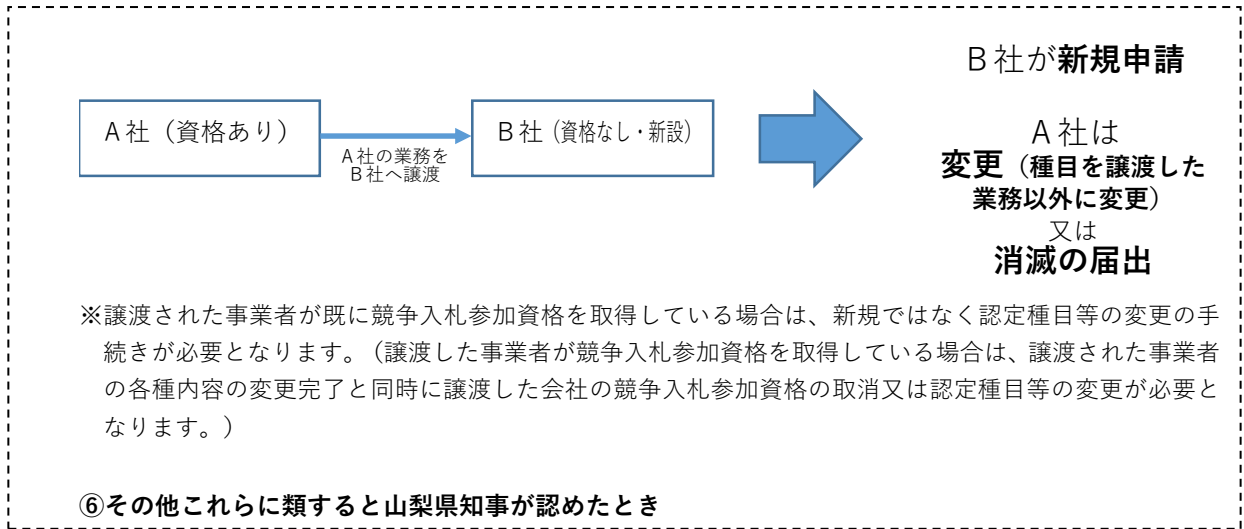 Ｂ社が新規申請
Ａ社（資格あり）
Ａ社の業務を
Ｂ社へ譲渡
Ｂ社（資格なし・新設）
Ａ社は
変更（種目を譲渡した
業務以外に変更）
又は
消滅の届出
※譲渡された事業者が既に競争入札参加資格を取得している場合は、新規ではなく認定種目等の変更の手
続きが必要となります。（譲渡した事業者が競争入札参加資格を取得している場合は、譲渡された事業者
の各種内容の変更完了と同時に譲渡した会社の競争入札参加資格の取消又は認定種目等の変更が必要と
なります。）
⑥その他これらに類すると山梨県知事が認めたとき